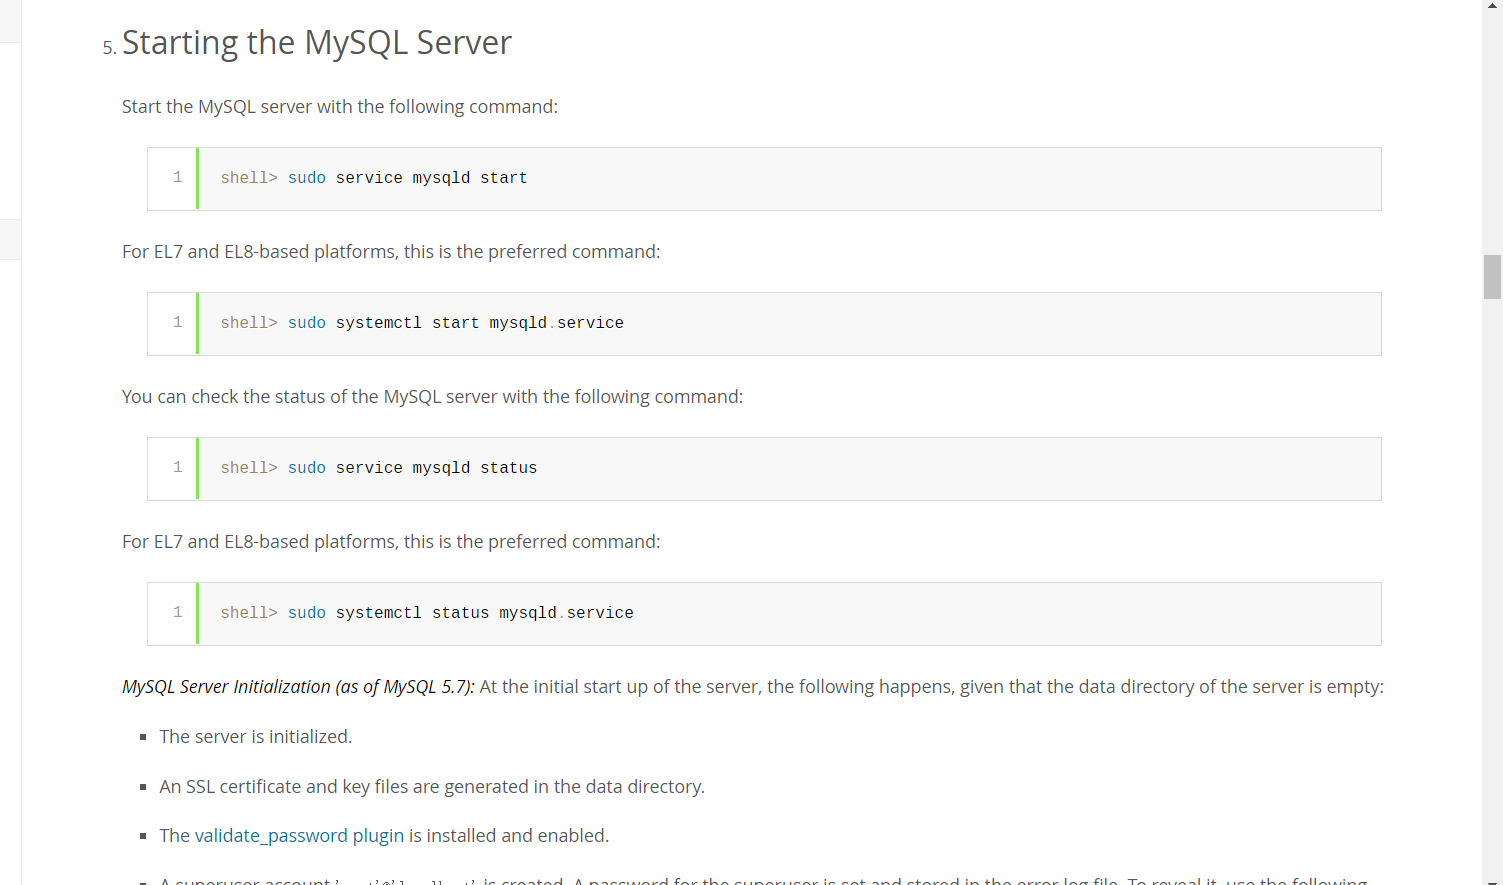 5. Starting the MySQL Server
Start the MySQL server with the following command:
1 shell> sudo service mysqld start
For EL7 and EL8-based platforms, this is the preferred command:
1 shell> sudo systemctl start mysqld.service
You can check the status of the MySQL server with the following command:
1 shell> sudo service mysqld status
For EL7 and EL8-based platforms, this is the preferred command:
1 shell> sudo systemctl status mysqld.service
MySQL Server Initialization (as of MySQL 5.7): At the initial start up of the server, the following happens, given that the data directory of the server is empty:
▪ The server is initialized.
▪ An SSL certificate and key files are generated in the data directory.
▪ The validate_password plugin is installed and enabled.
▪ A superuser account is created. A password for the superuser is set and stored in the error log file. To reveal it, use the following